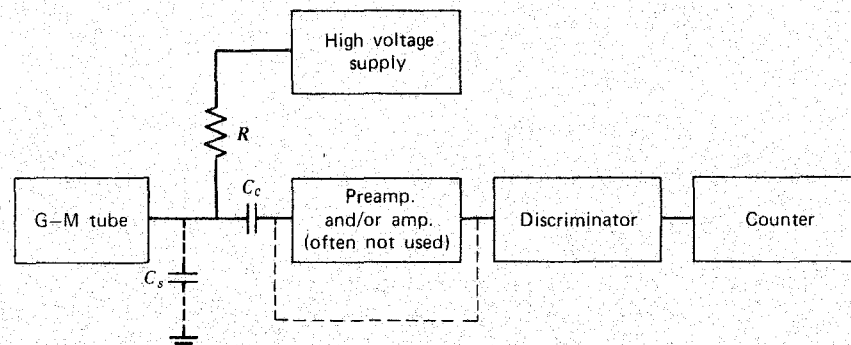 High voltage
supply
R
G–M tube
C_c
Preamp.
and/or amp.
(often not used)
Discriminator
Counter
C_s